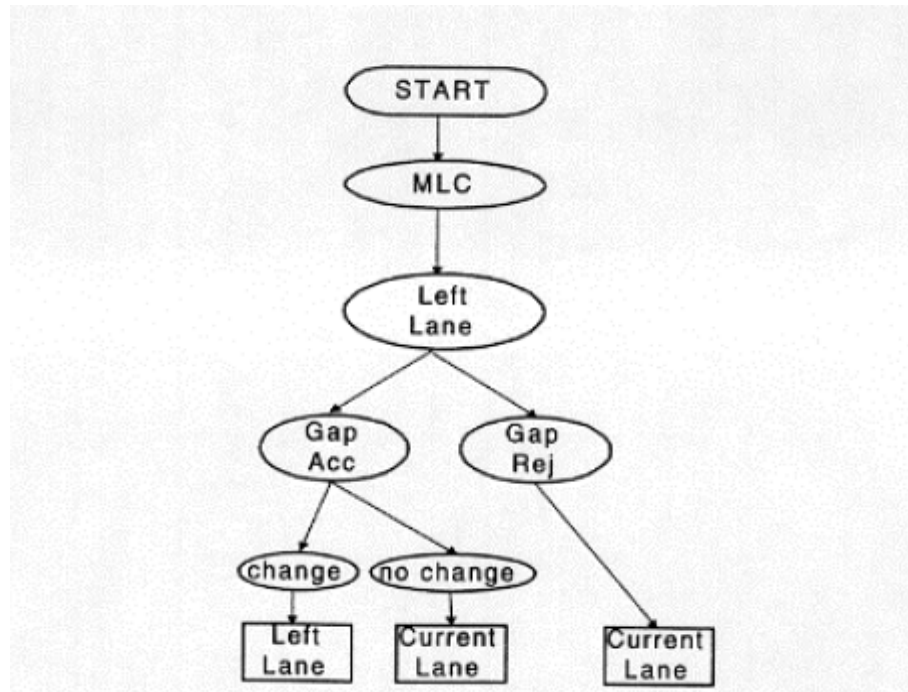 START
MLC
Left
Lane
Gap
Acc
Gap
Rej
change
no change
Left
Lane
Current
Lane
Current
Lane